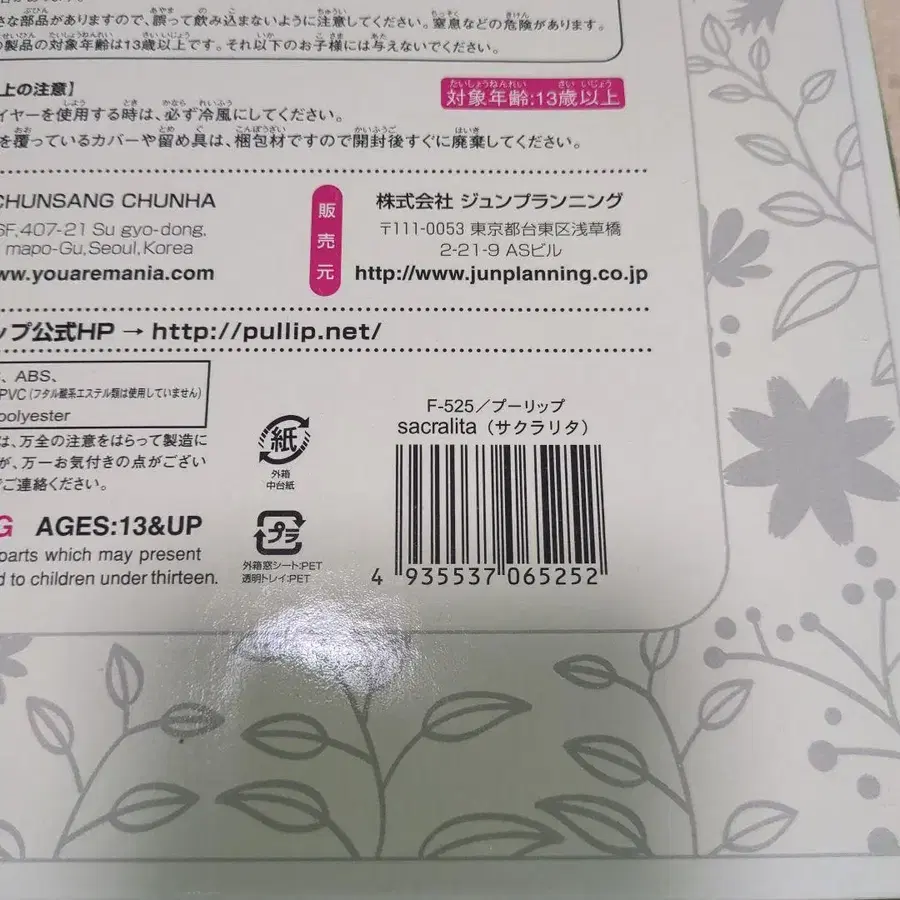 さな部品がありますので、誤って飲み込まないように注意してください。窒息などの危険があります。
の製品の対象年齢は13歳以上です。それ以下のお子様には与えないでください。
上の注意】
イヤーを使用する時は、必ず冷風にしてください。
を覆っているカバーや留め具は、梱包材ですので開封後すぐに廃棄してください。
対象年齢:13歳以上
CHUNSANG CHUNHA
6F,407-21 Su gyo-dong,
mapo-Gu,Seoul,Korea
www.youaremania.com
販売元
株式会社 ジュンプランニング
〒111-0053 東京都台東区浅草橋
2-21-9 ASビル
http://www.junplanning.co.jp
ップ公式HP → http://pullip.net/
、ABS、
PVC(フタル酸系エステル類は使用していません)
polyester
は、万全の注意をはらって製造に
が、万一お気付きの点がござい
でご連絡ください。
紙
外箱
中台紙
プラ
外箱窓シート:PET
透明トレイ:PET
F-525/プーリップ
sacralita(サクラリタ)
4 935537 065252
G AGES:13&UP
parts which may present
d to children under thirteen.